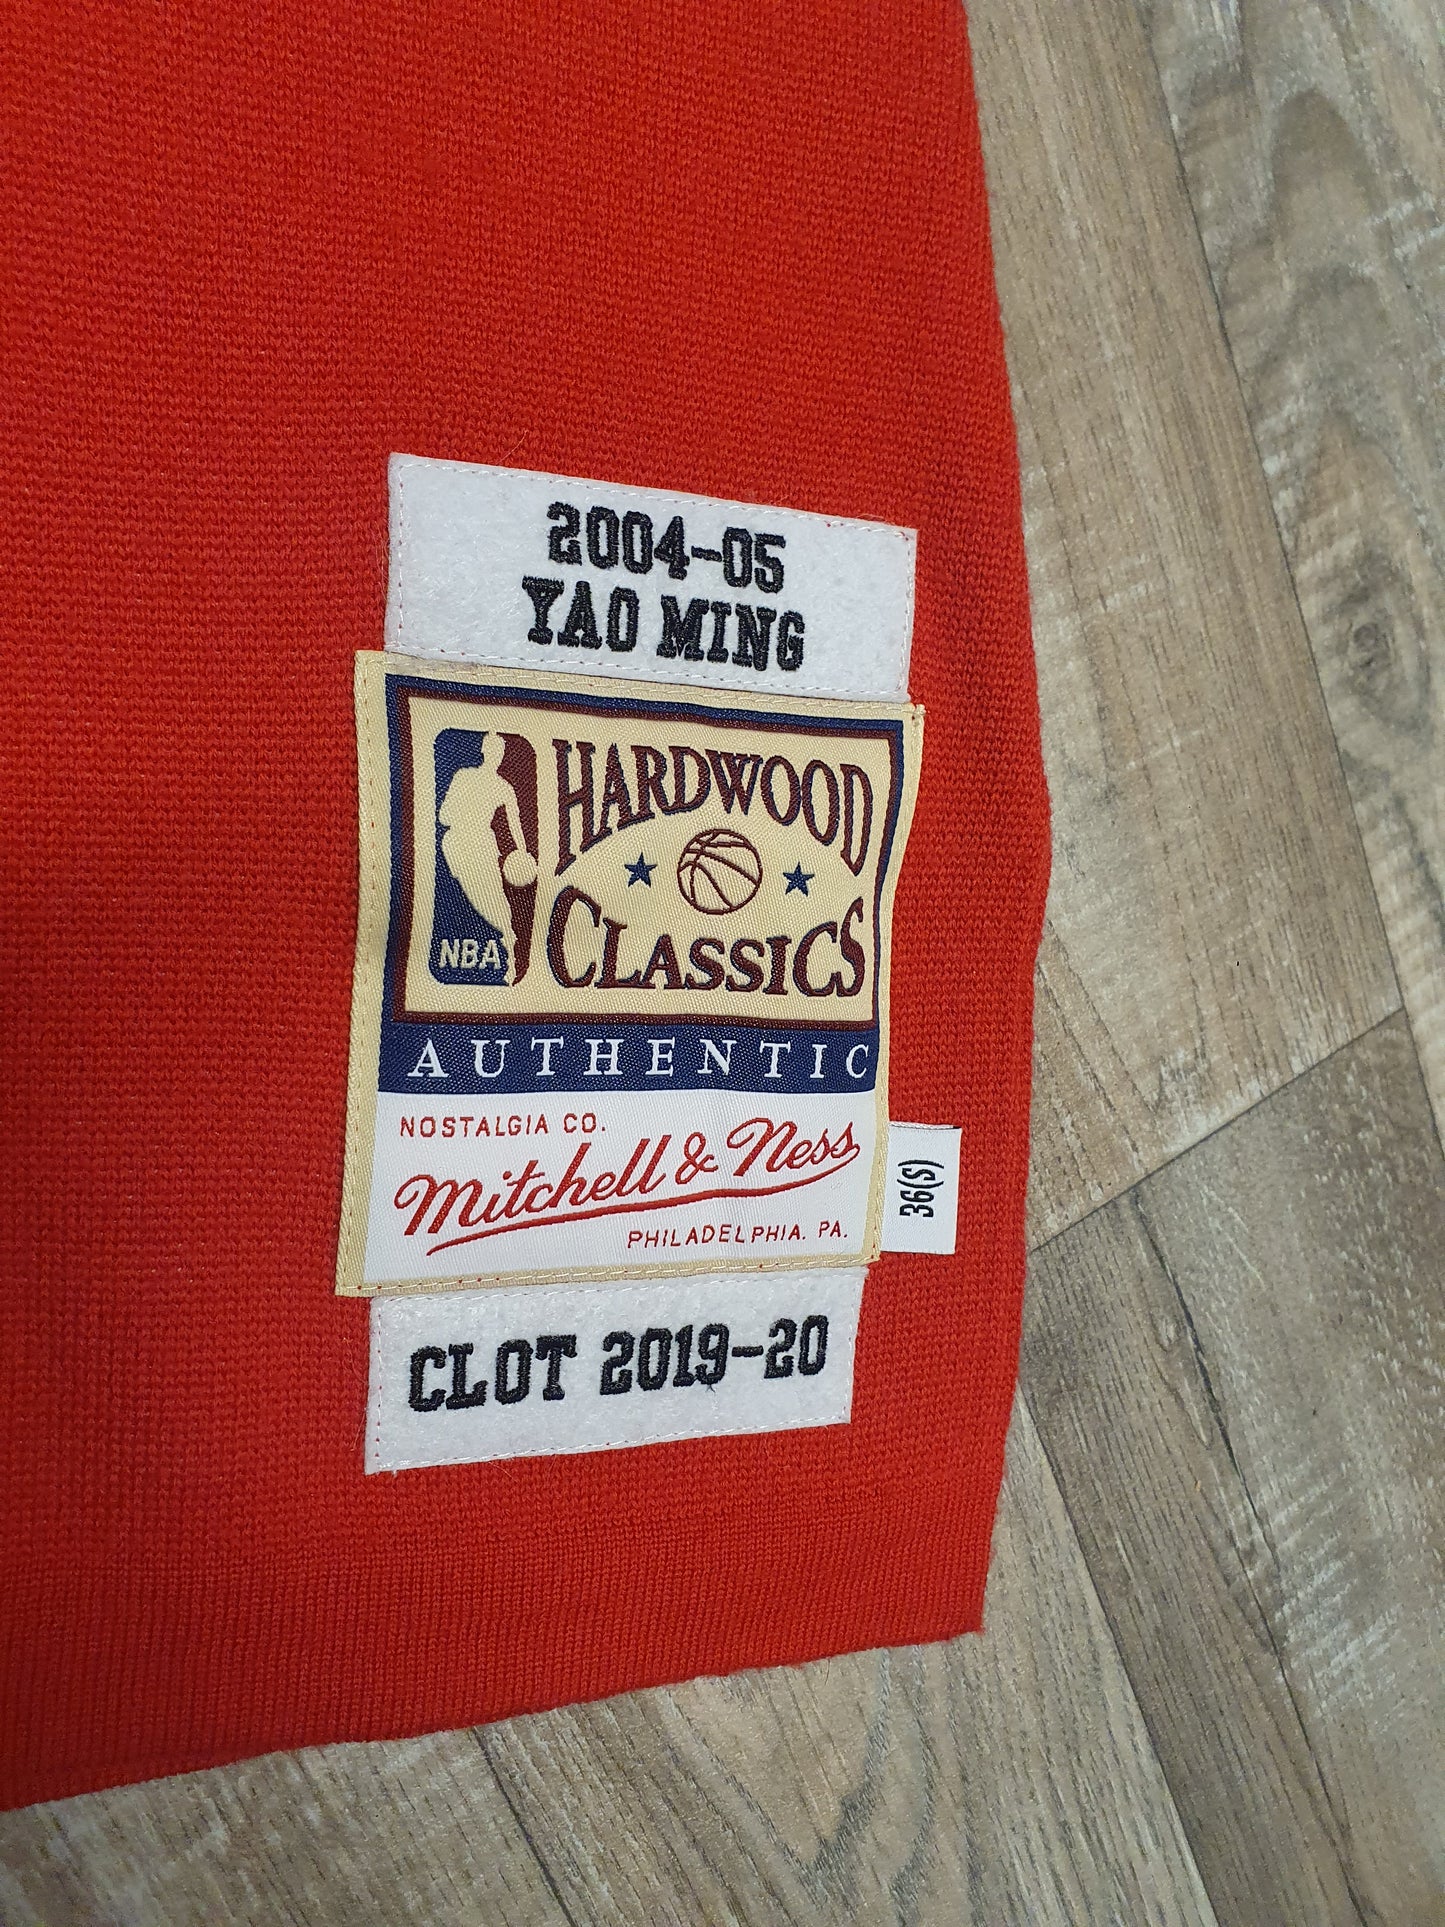 2004-05
YAO MING
HARDWOOD
CLASSICS
NBA
AUTHENTIC
NOSTALGIA CO.
Mitchell & Ness
PHILADELPHIA. PA.
36(S)
CLOT 2019-20